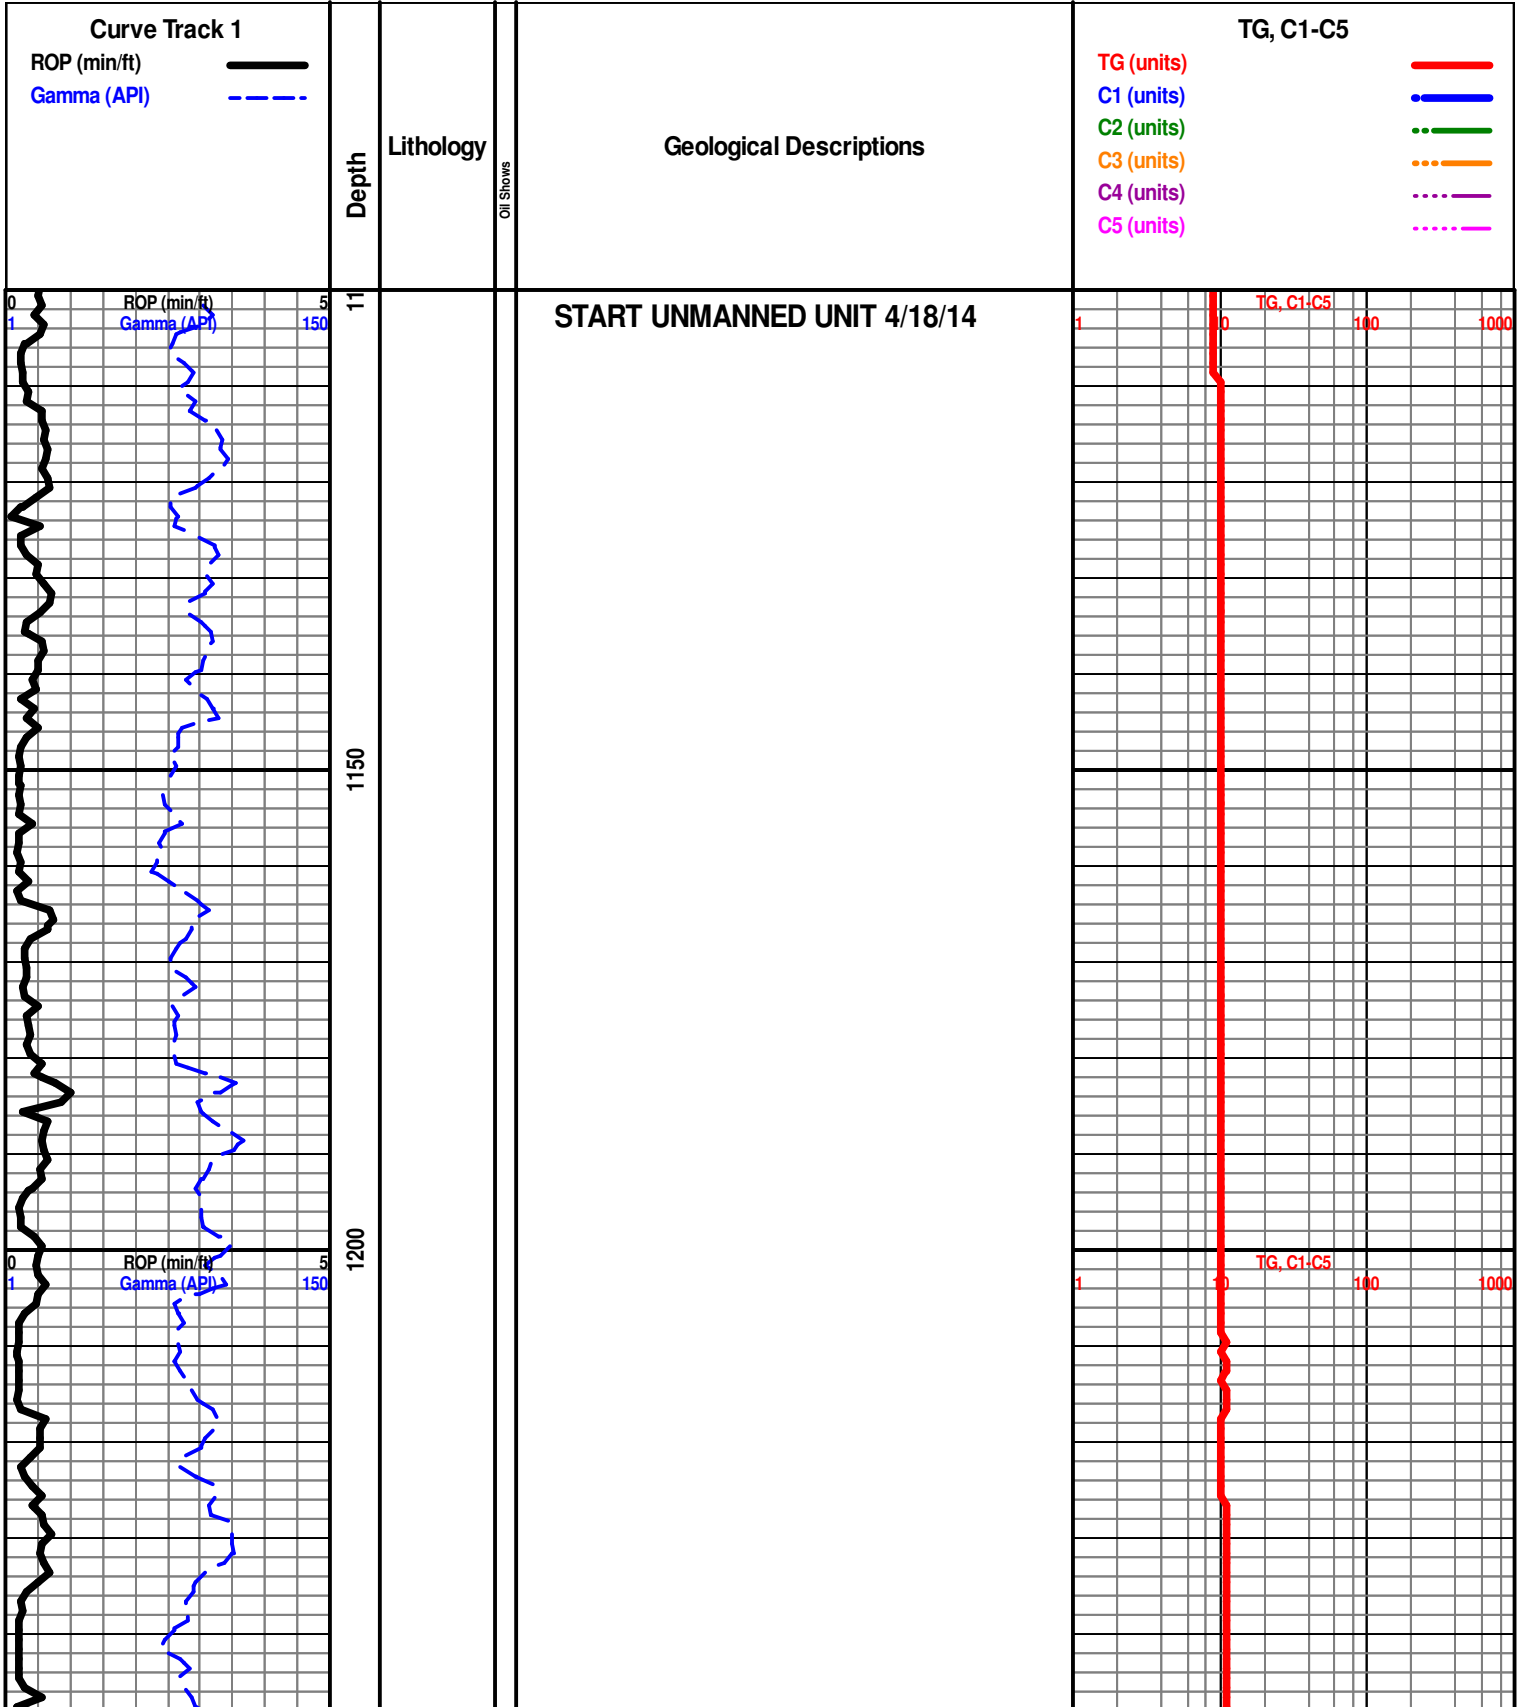 Curve Track 1
ROP (min/ft)
Gamma (API)
Depth
Lithology
Oil Shows
Geological Descriptions
TG, C1-C5
TG (units)
C1 (units)
C2 (units)
C3 (units)
C4 (units)
C5 (units)
0 ROP (min/ft) 5
1 Gamma (API) 150
11
START UNMANNED UNIT 4/18/14
TG, C1-C5
1 10 100 1000
1150
1200
0 ROP (min/ft) 5
1 Gamma (API) 150
TG, C1-C5
1 10 100 1000